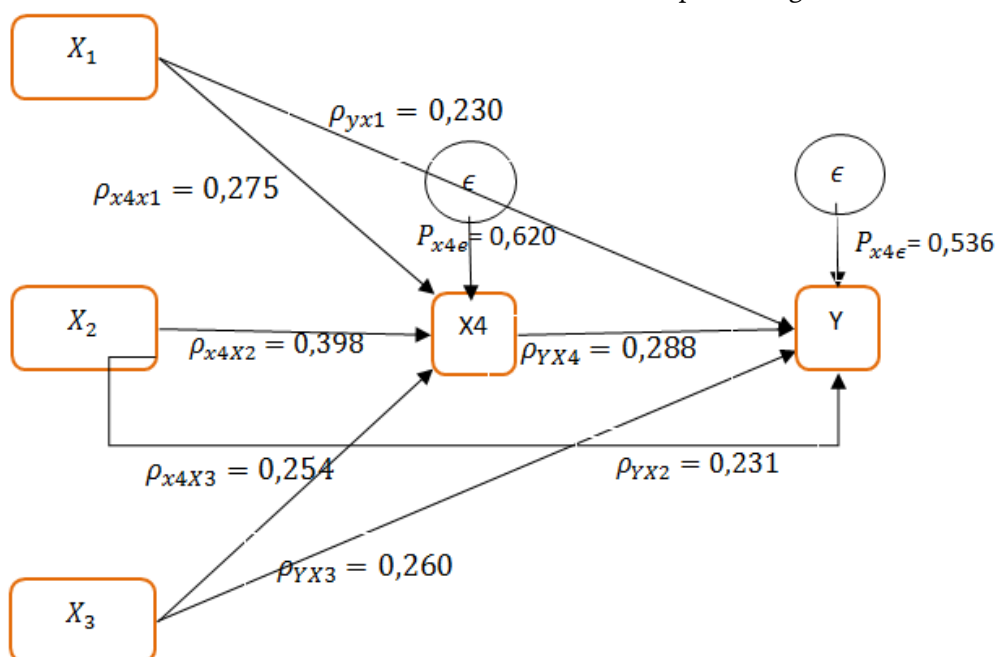 X₁
ρyx1 = 0,230
ϵ
ϵ
ρx4x1 = 0,275
Px4e= 0,620
Px4ϵ= 0,536
X₂
X4
Y
ρx4X2 = 0,398
ρYX4 = 0,288
ρx4X3 = 0,254
ρYX2 = 0,231
ρYX3 = 0,260
X₃